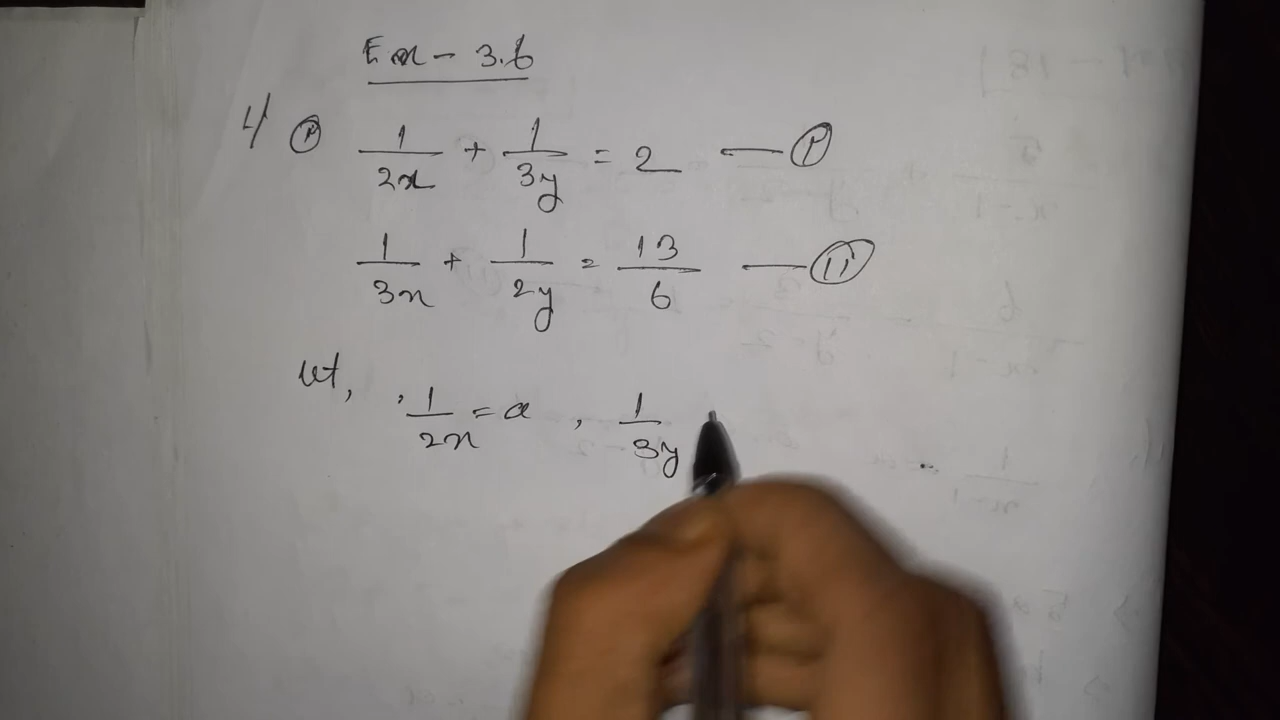 Ex - 3.6
4/ (i) 1/2x + 1/3y = 2 — (i)
1/3x + 1/2y = 13/6 — (ii)
let, 1/2x = a, 1/3y